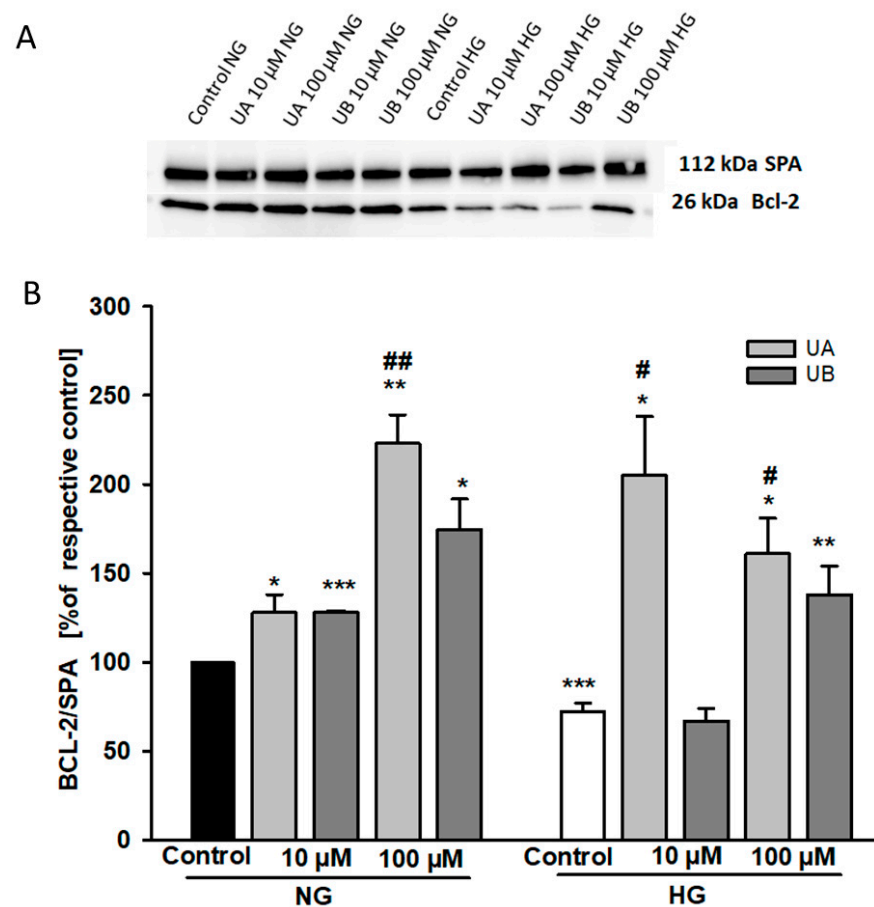 A
Control NG
UA 10 µM NG
UA 100 µM NG
UB 10 µM NG
UB 100 µM NG
Control HG
UA 10 µM HG
UA 100 µM HG
UB 10 µM HG
UB 100 µM HG
112 kDa SPA
26 kDa Bcl-2
B
BCL-2/SPA [%of respective control]
300
250
200
150
100
50
0
UA
UB
*
***
##
**
*
***
#
*
#
*
**
Control 10 µM 100 µM Control 10 µM 100 µM
NG HG